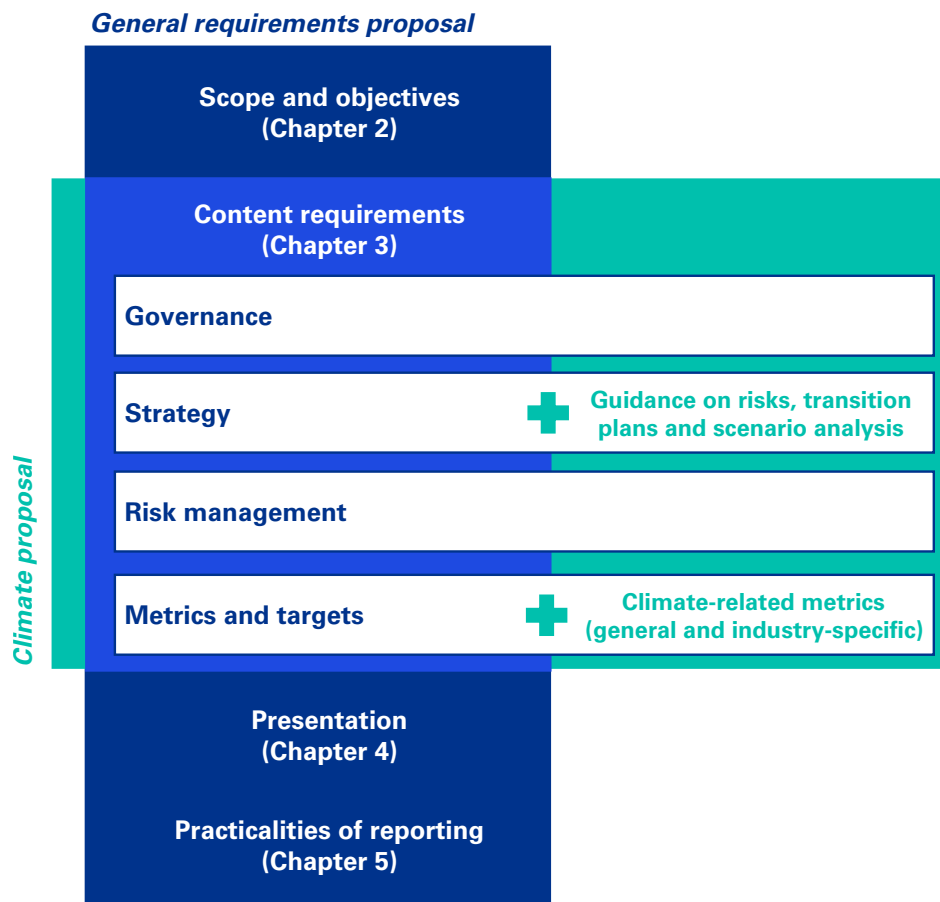 General requirements proposal
Scope and objectives
(Chapter 2)
Content requirements
(Chapter 3)
Governance
Strategy
Guidance on risks, transition
plans and scenario analysis
Risk management
Metrics and targets
Climate-related metrics
(general and industry-specific)
Climate proposal
Presentation
(Chapter 4)
Practicalities of reporting
(Chapter 5)